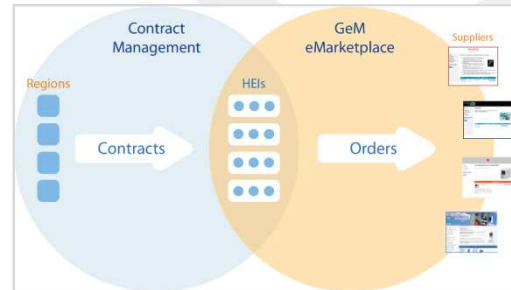 Contract
Management
GeM
eMarketplace
Suppliers
Regions
HEIs
Contracts
Orders